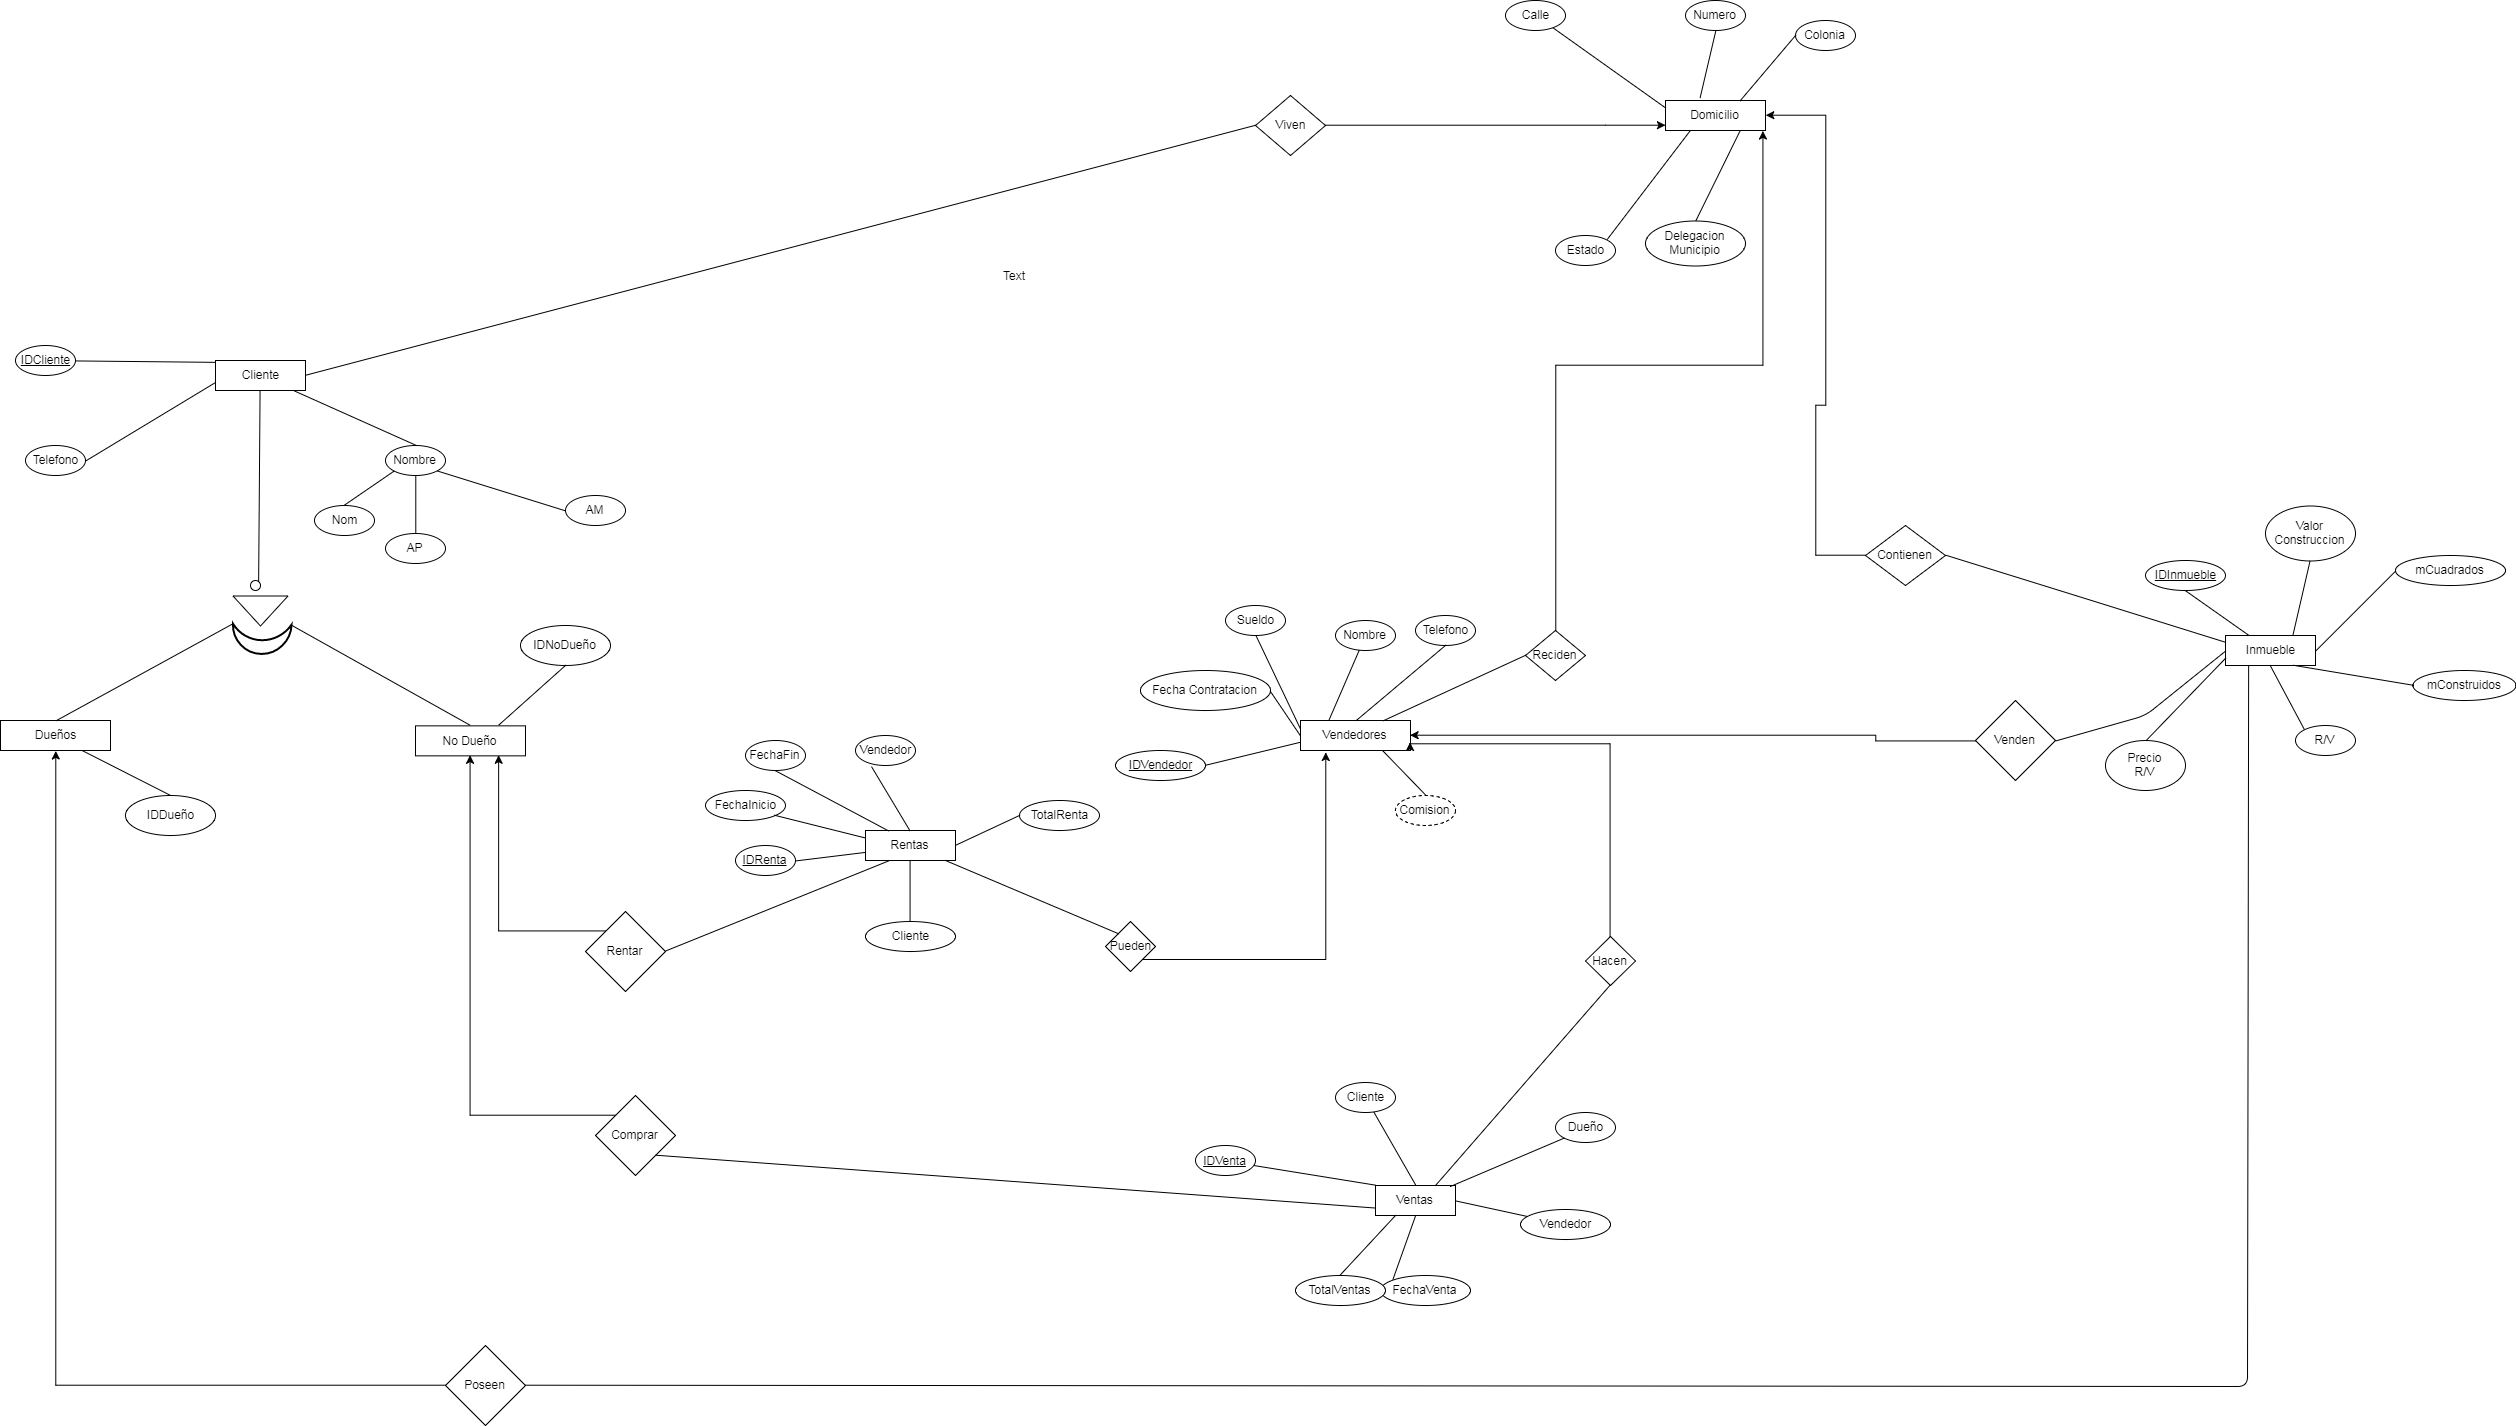 Calle
Numero
Colonia
Domicilio
Viven
Estado
Delegacion
Municipio
Text
IDCliente
Cliente
Telefono
Nombre
Nom
AP
AM
Contienen
Valor
Construccion
IDInmueble
mCuadrados
Inmueble
mConstruidos
R/V
Precio
R/V
Venden
Sueldo
Nombre
Telefono
Reciden
Fecha Contratacion
Vendedores
IDVendedor
Comision
IDNoDueño
Dueños
No Dueño
IDDueño
FechaFin
Vendedor
FechaInicio
TotalRenta
Rentas
IDRenta
Cliente
Rentar
Pueden
Hacen
Comprar
Cliente
Dueño
IDVenta
Ventas
Vendedor
TotalVentas
FechaVenta
Poseen